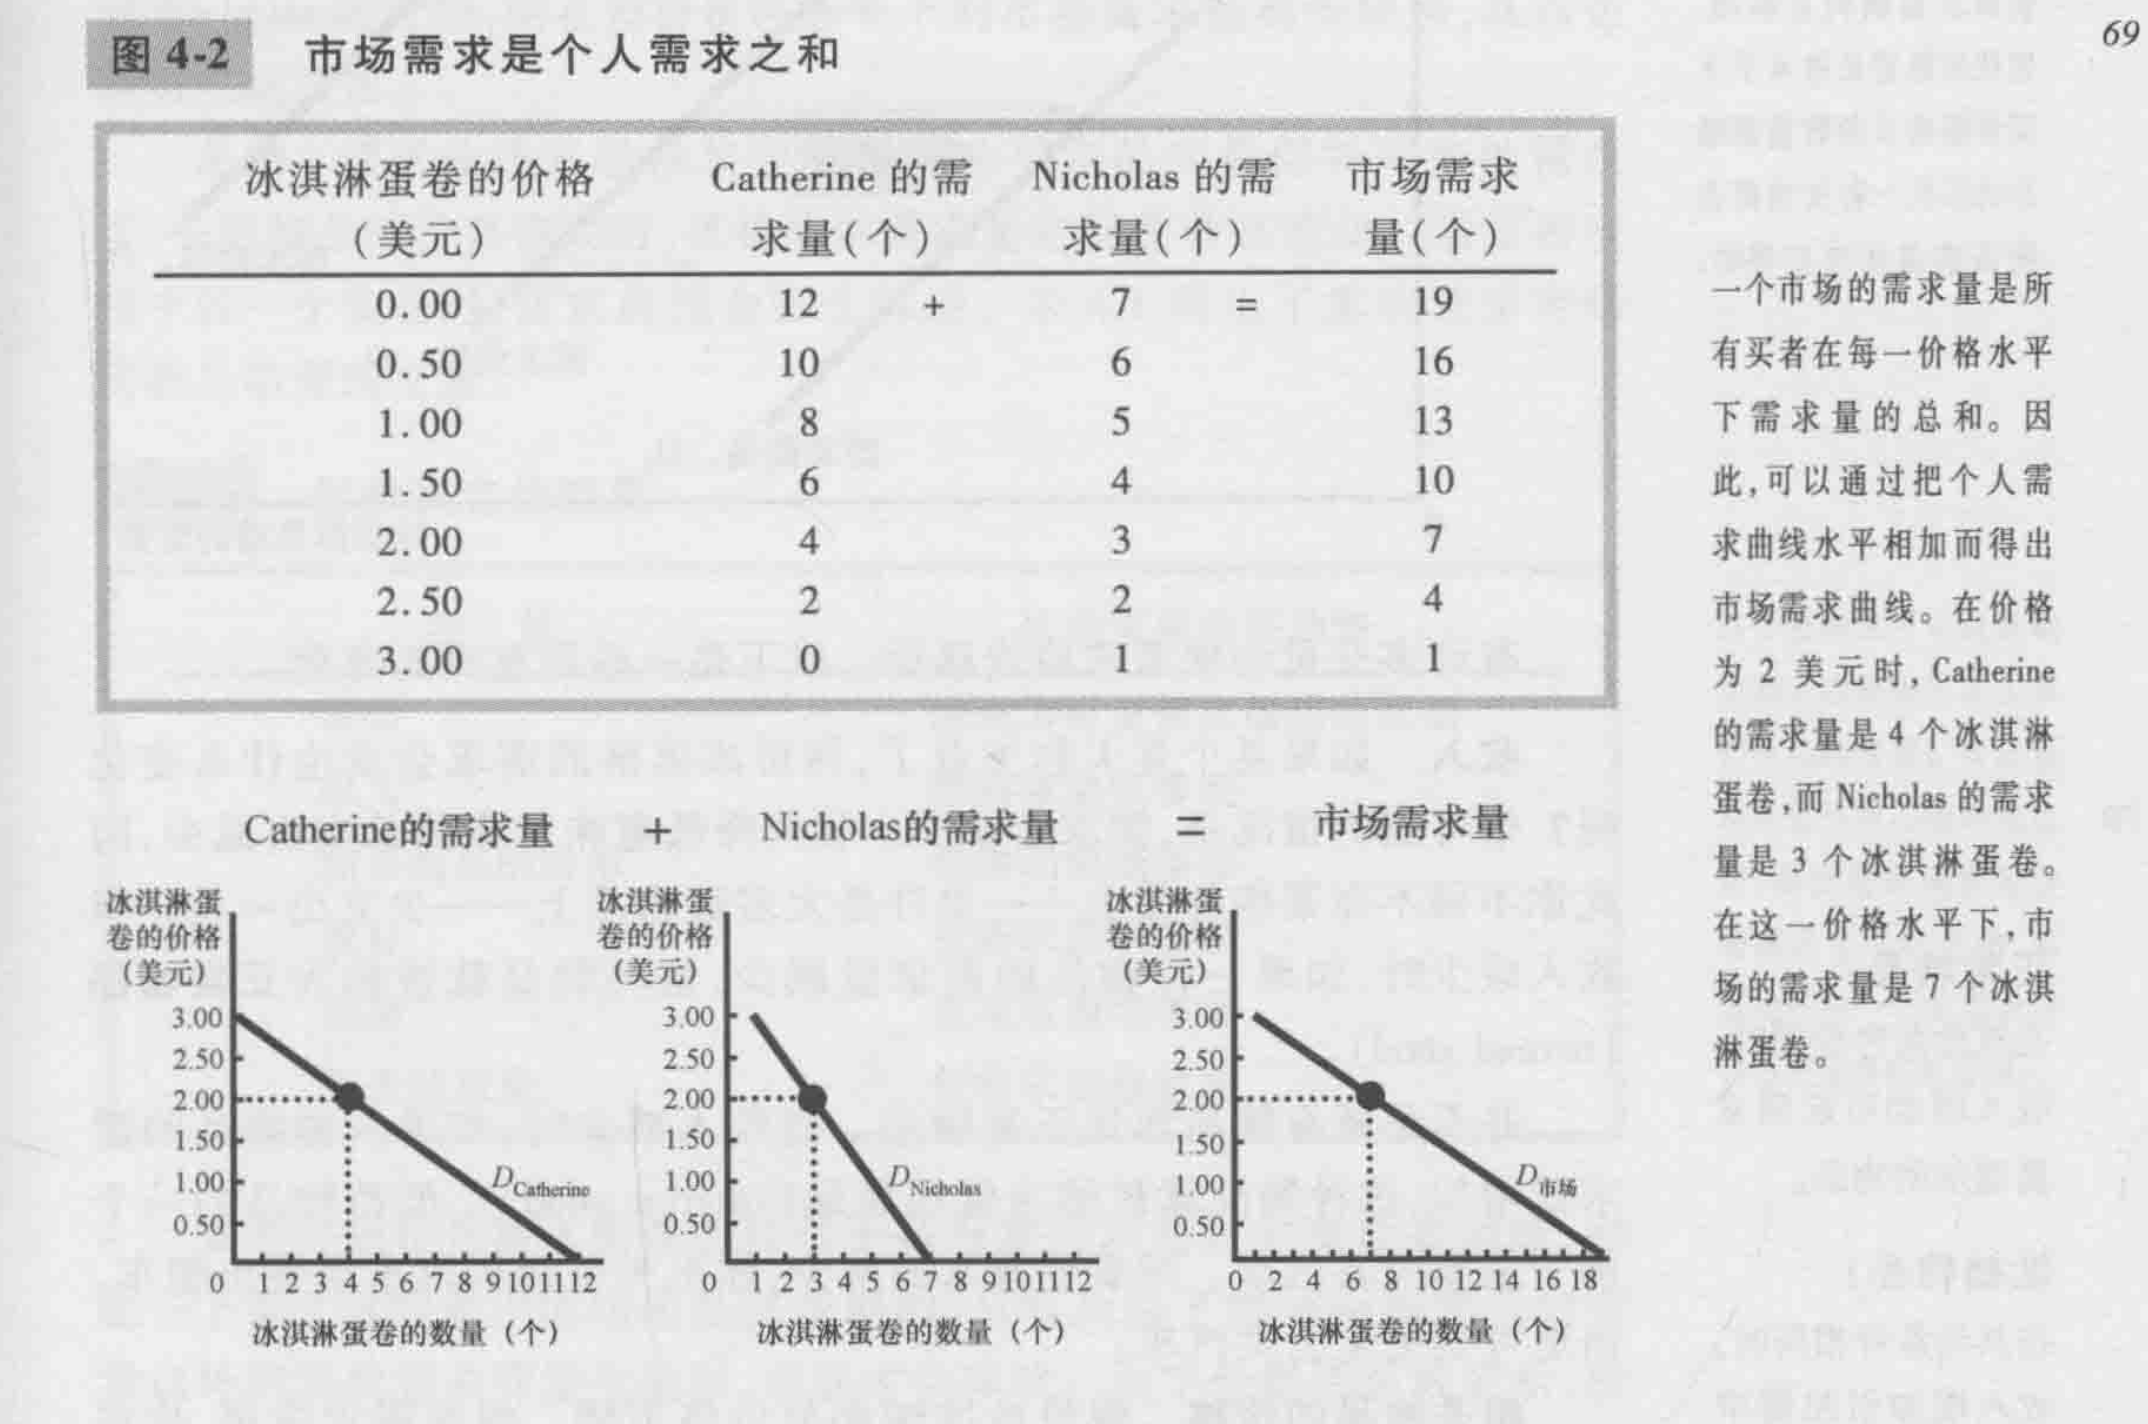 图 4-2 市场需求是个人需求之和
69
冰淇淋蛋卷的价格 Catherine 的需 Nicholas 的需 市场需求
(美元) 求量(个) 求量(个) 量(个)
0.00 12 + 7 = 19
0.50 10 6 16
1.00 8 5 13
1.50 6 4 10
2.00 4 3 7
2.50 2 2 4
3.00 0 1 1
一个市场的需求量是所
有买者在每一价格水平
下需求量的总和。因
此,可以通过把个人需
求曲线水平相加而得出
市场需求曲线。在价格
为 2 美元时, Catherine
的需求量是 4 个冰淇淋
蛋卷,而 Nicholas 的需求
量是 3 个冰淇淋蛋卷。
在这一价格水平下,市
场的需求量是 7 个冰淇
淋蛋卷。
Catherine的需求量 + Nicholas的需求量 = 市场需求量
冰淇淋蛋
卷的价格
(美元)
3.00
2.50
2.00
1.50
1.00
0.50
D Catherine
0 1 2 3 4 5 6 7 8 9 10 11 12
冰淇淋蛋卷的数量(个)
冰淇淋蛋
卷的价格
(美元)
3.00
2.50
2.00
1.50
1.00
0.50
D Nicholas
0 1 2 3 4 5 6 7 8 9 10 11 12
冰淇淋蛋卷的数量(个)
冰淇淋蛋
卷的价格
(美元)
3.00
2.50
2.00
1.50
1.00
0.50
D 市场
0 2 4 6 8 10 12 14 16 18
冰淇淋蛋卷的数量(个)